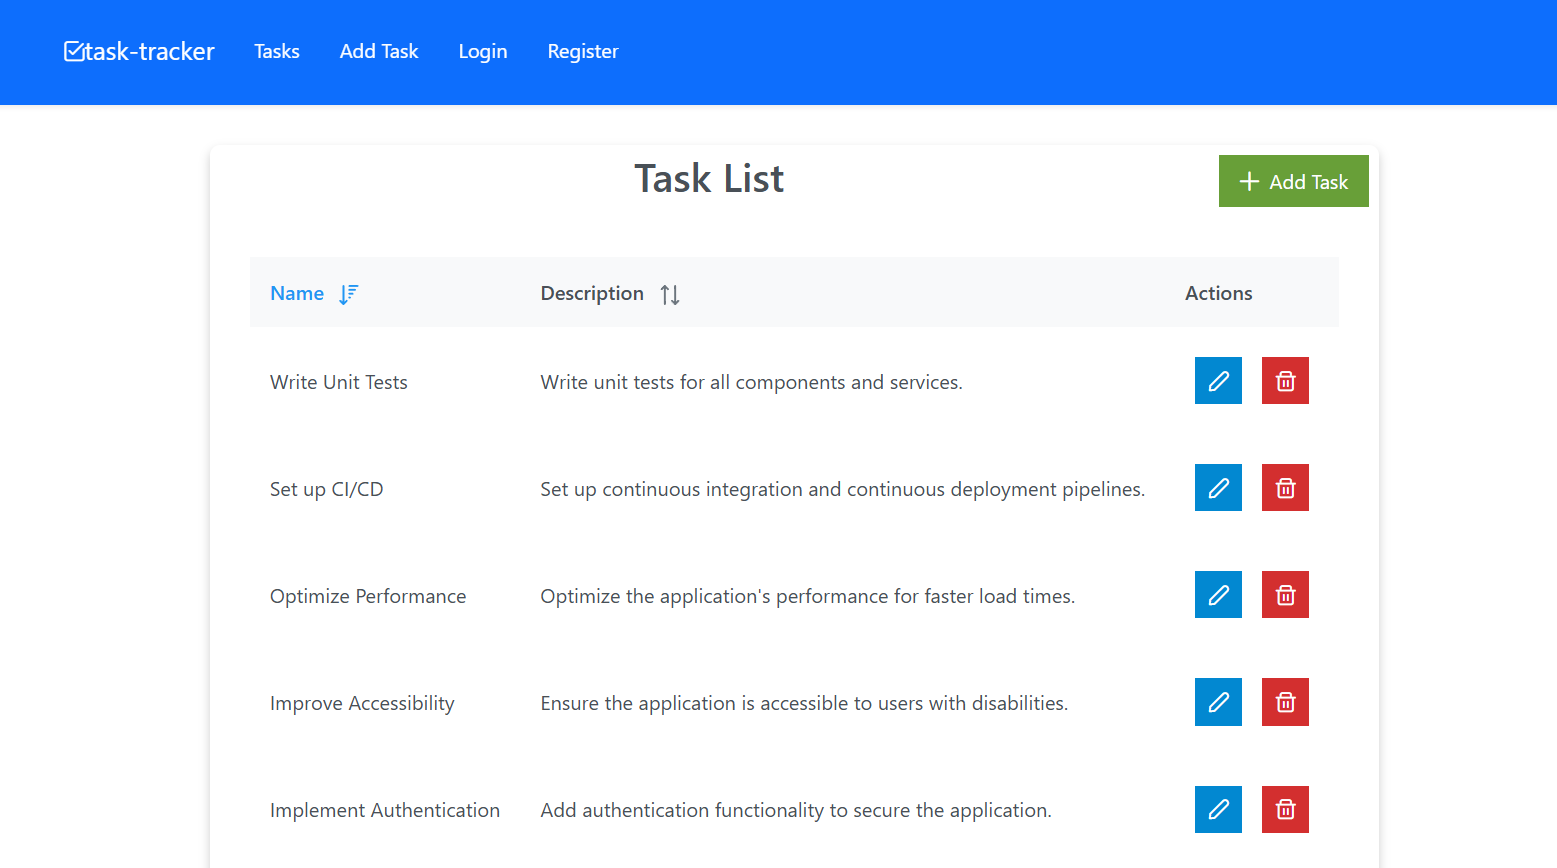 task-tracker Tasks Add Task Login Register
Task List
Add Task
Name Description Actions
Write Unit Tests Write unit tests for all components and services.
Set up CI/CD Set up continuous integration and continuous deployment pipelines.
Optimize Performance Optimize the application's performance for faster load times.
Improve Accessibility Ensure the application is accessible to users with disabilities.
Implement Authentication Add authentication functionality to secure the application.